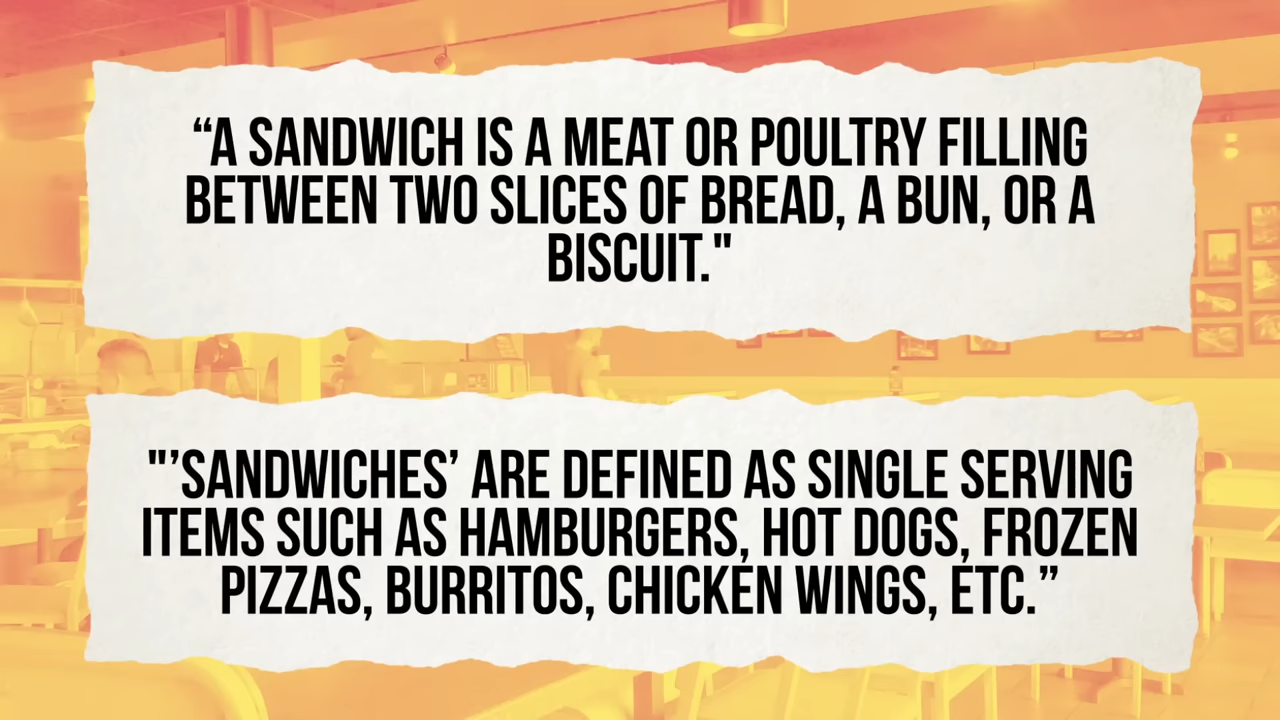 “A SANDWICH IS A MEAT OR POULTRY FILLING
BETWEEN TWO SLICES OF BREAD, A BUN, OR A
BISCUIT."
"’SANDWICHES’ ARE DEFINED AS SINGLE SERVING
ITEMS SUCH AS HAMBURGERS, HOT DOGS, FROZEN
PIZZAS, BURRITOS, CHICKEN WINGS, ETC.”